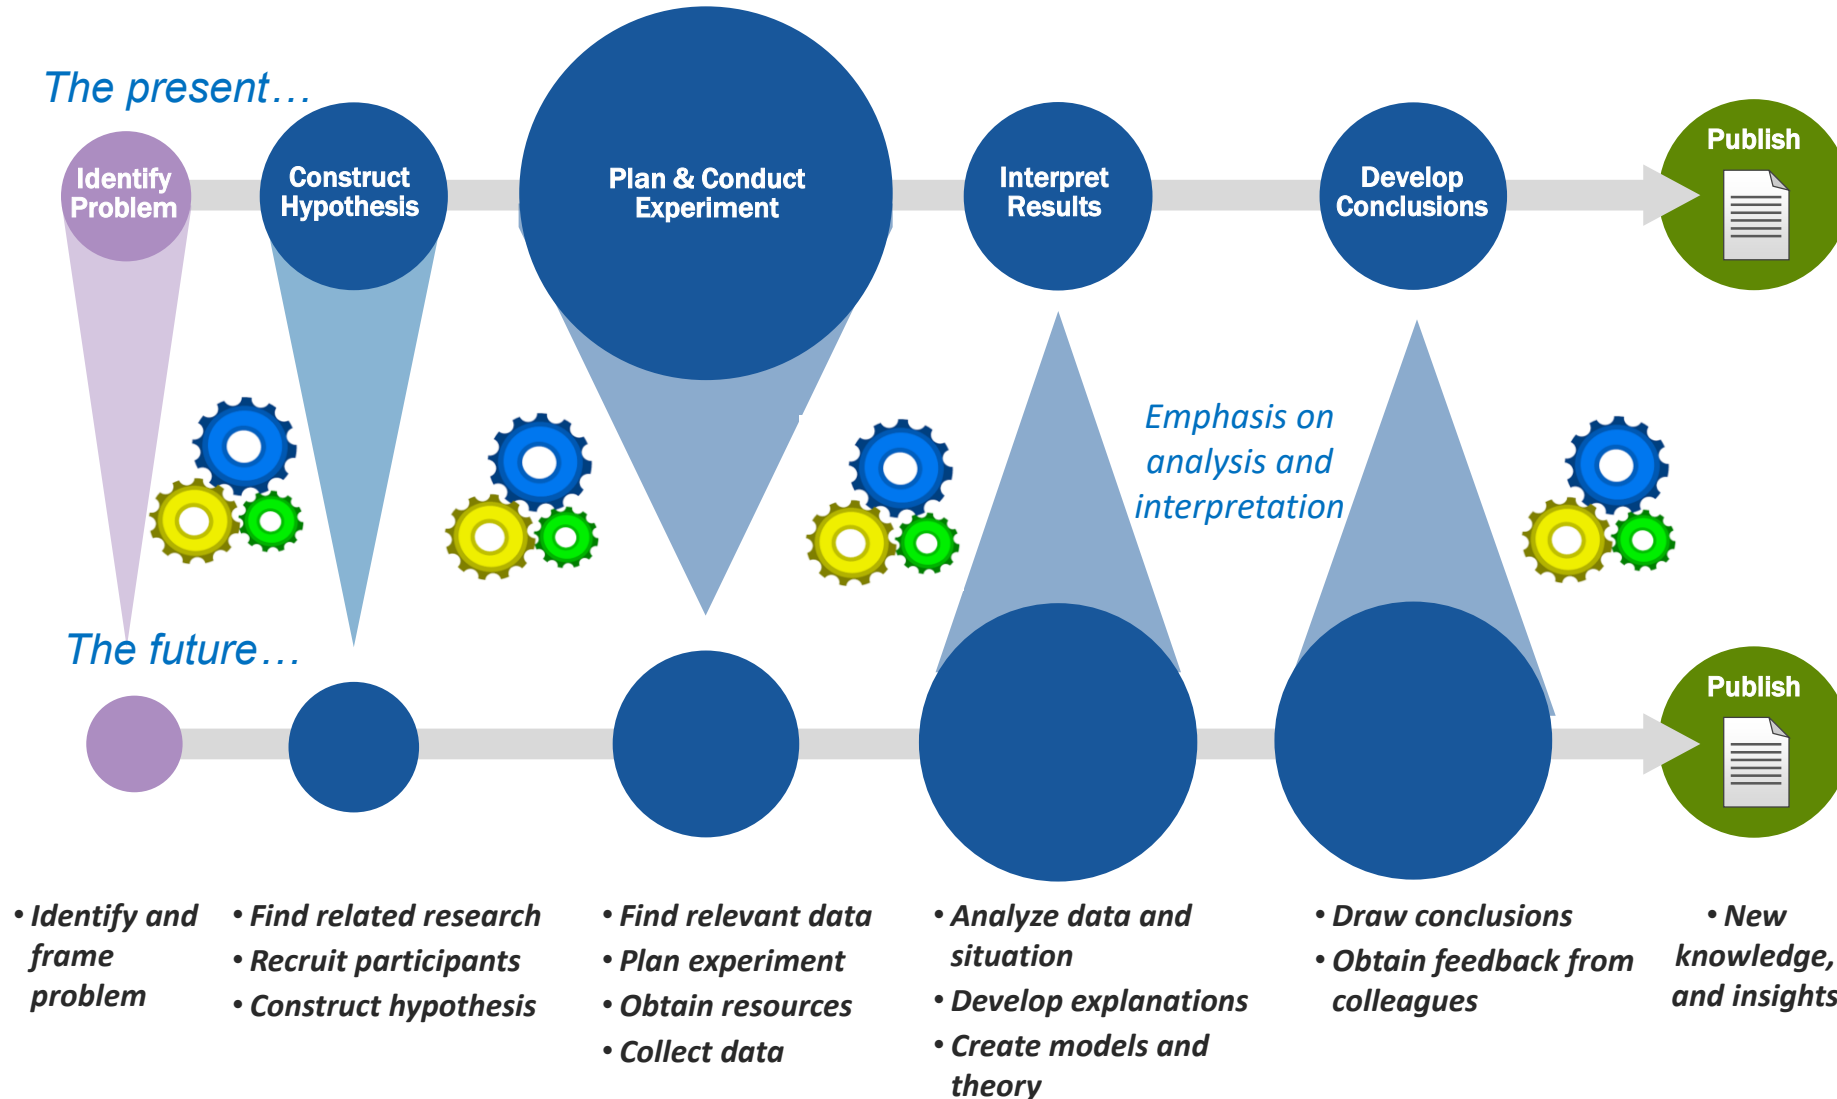 The present…
Identify
Problem
Construct
Hypothesis
Plan & Conduct
Experiment
Interpret
Results
Develop
Conclusions
Publish
Emphasis on
analysis and
interpretation
The future…
Publish
• Identify and
frame
problem
• Find related research
• Recruit participants
• Construct hypothesis
• Find relevant data
• Plan experiment
• Obtain resources
• Collect data
• Analyze data and
situation
• Develop explanations
• Create models and
theory
• Draw conclusions
• Obtain feedback from
colleagues
• New
knowledge,
and insights